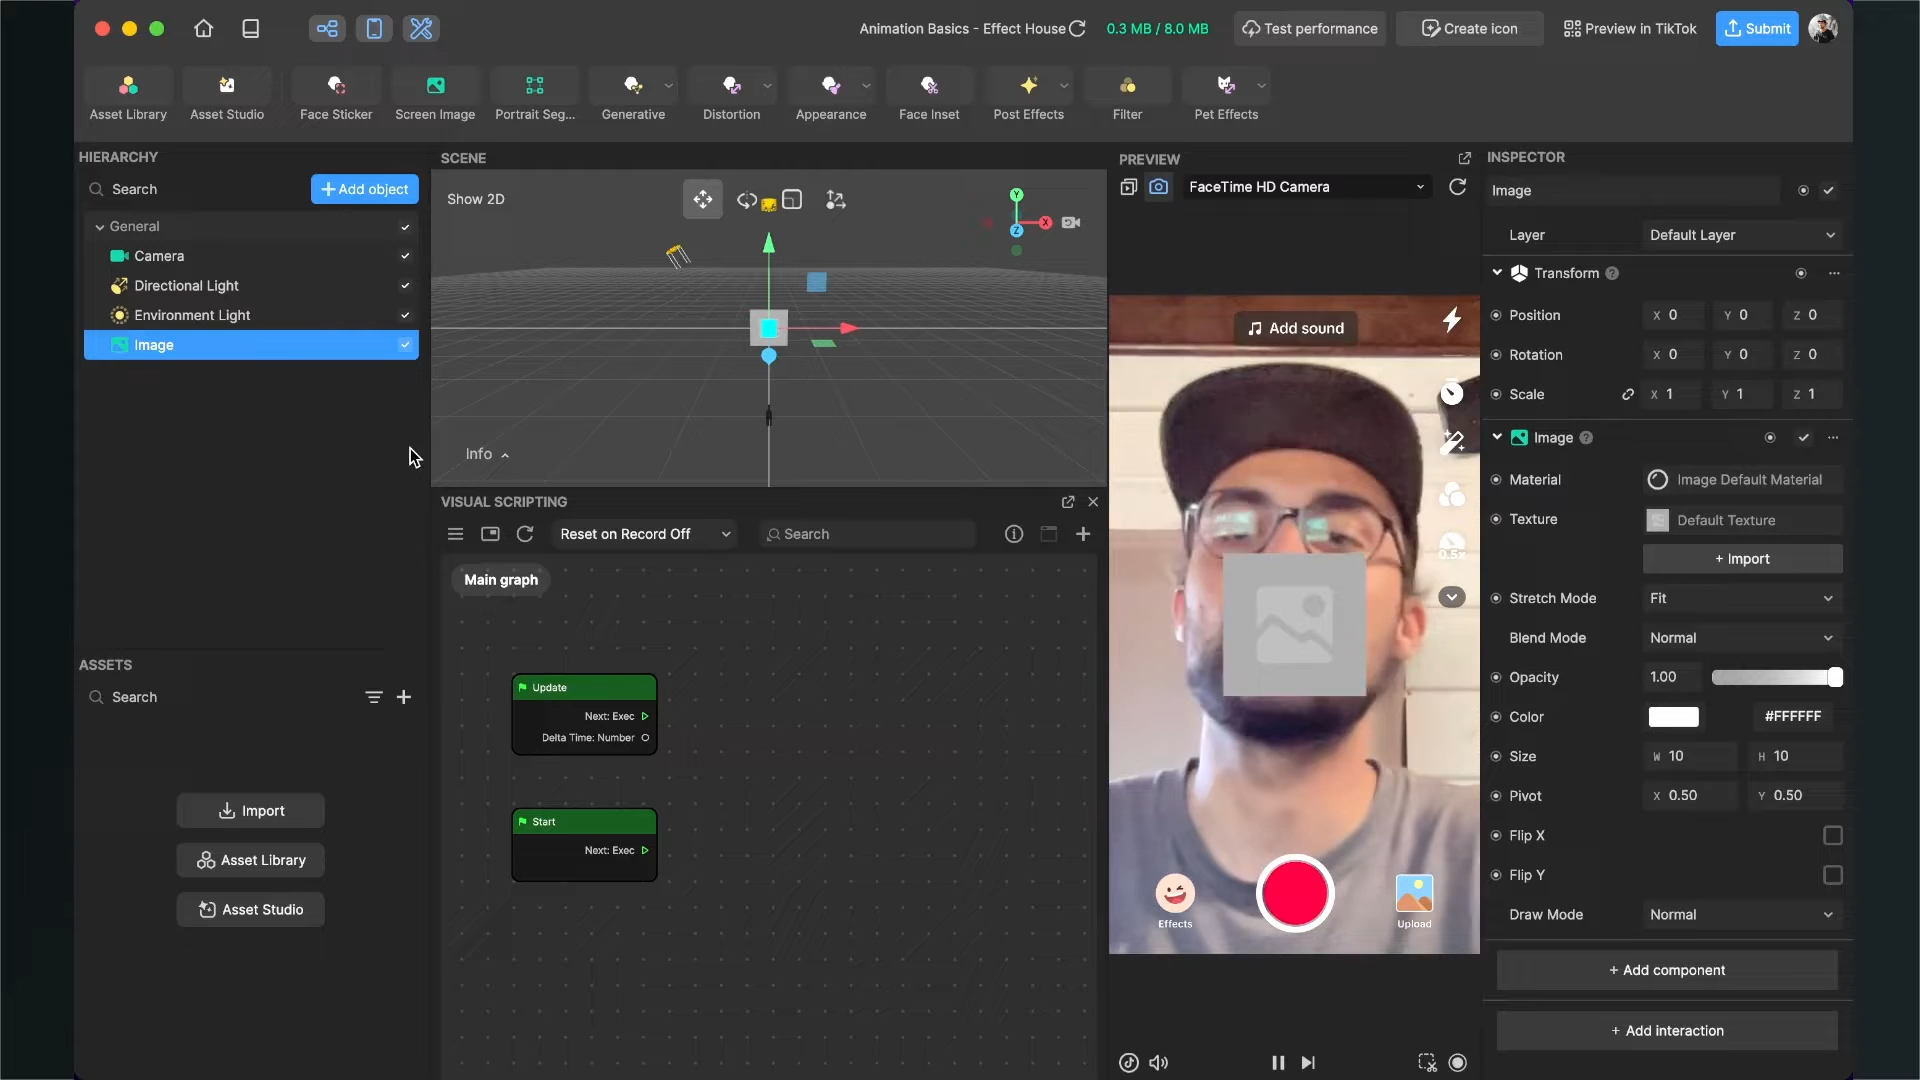 Animation Basics - Effect House
0.3 MB / 8.0 MB
Test performance
Create icon
Preview in TikTok
Submit
Asset Library
Asset Studio
Face Sticker
Screen Image
Portrait Seg...
Generative
Distortion
Appearance
Face Inset
Post Effects
Filter
Pet Effects
HIERARCHY
Search
+ Add object
General
Camera
Directional Light
Environment Light
Image
ASSETS
Search
Import
Asset Library
Asset Studio
SCENE
Show 2D
Y
X
Z
Info
VISUAL SCRIPTING
Reset on Record Off
Search
Main graph
Update
Next: Exec
Delta Time: Number
Start
Next: Exec
PREVIEW
FaceTime HD Camera
Add sound
0.5x
Effects
Upload
INSPECTOR
Image
Layer
Default Layer
Transform
Position X 0 Y 0 Z 0
Rotation X 0 Y 0 Z 0
Scale X 1 Y 1 Z 1
Image
Material Image Default Material
Texture Default Texture
+ Import
Stretch Mode Fit
Blend Mode Normal
Opacity 1.00
Color #FFFFFF
Size W 10 H 10
Pivot X 0.50 Y 0.50
Flip X
Flip Y
Draw Mode Normal
+ Add component
+ Add interaction